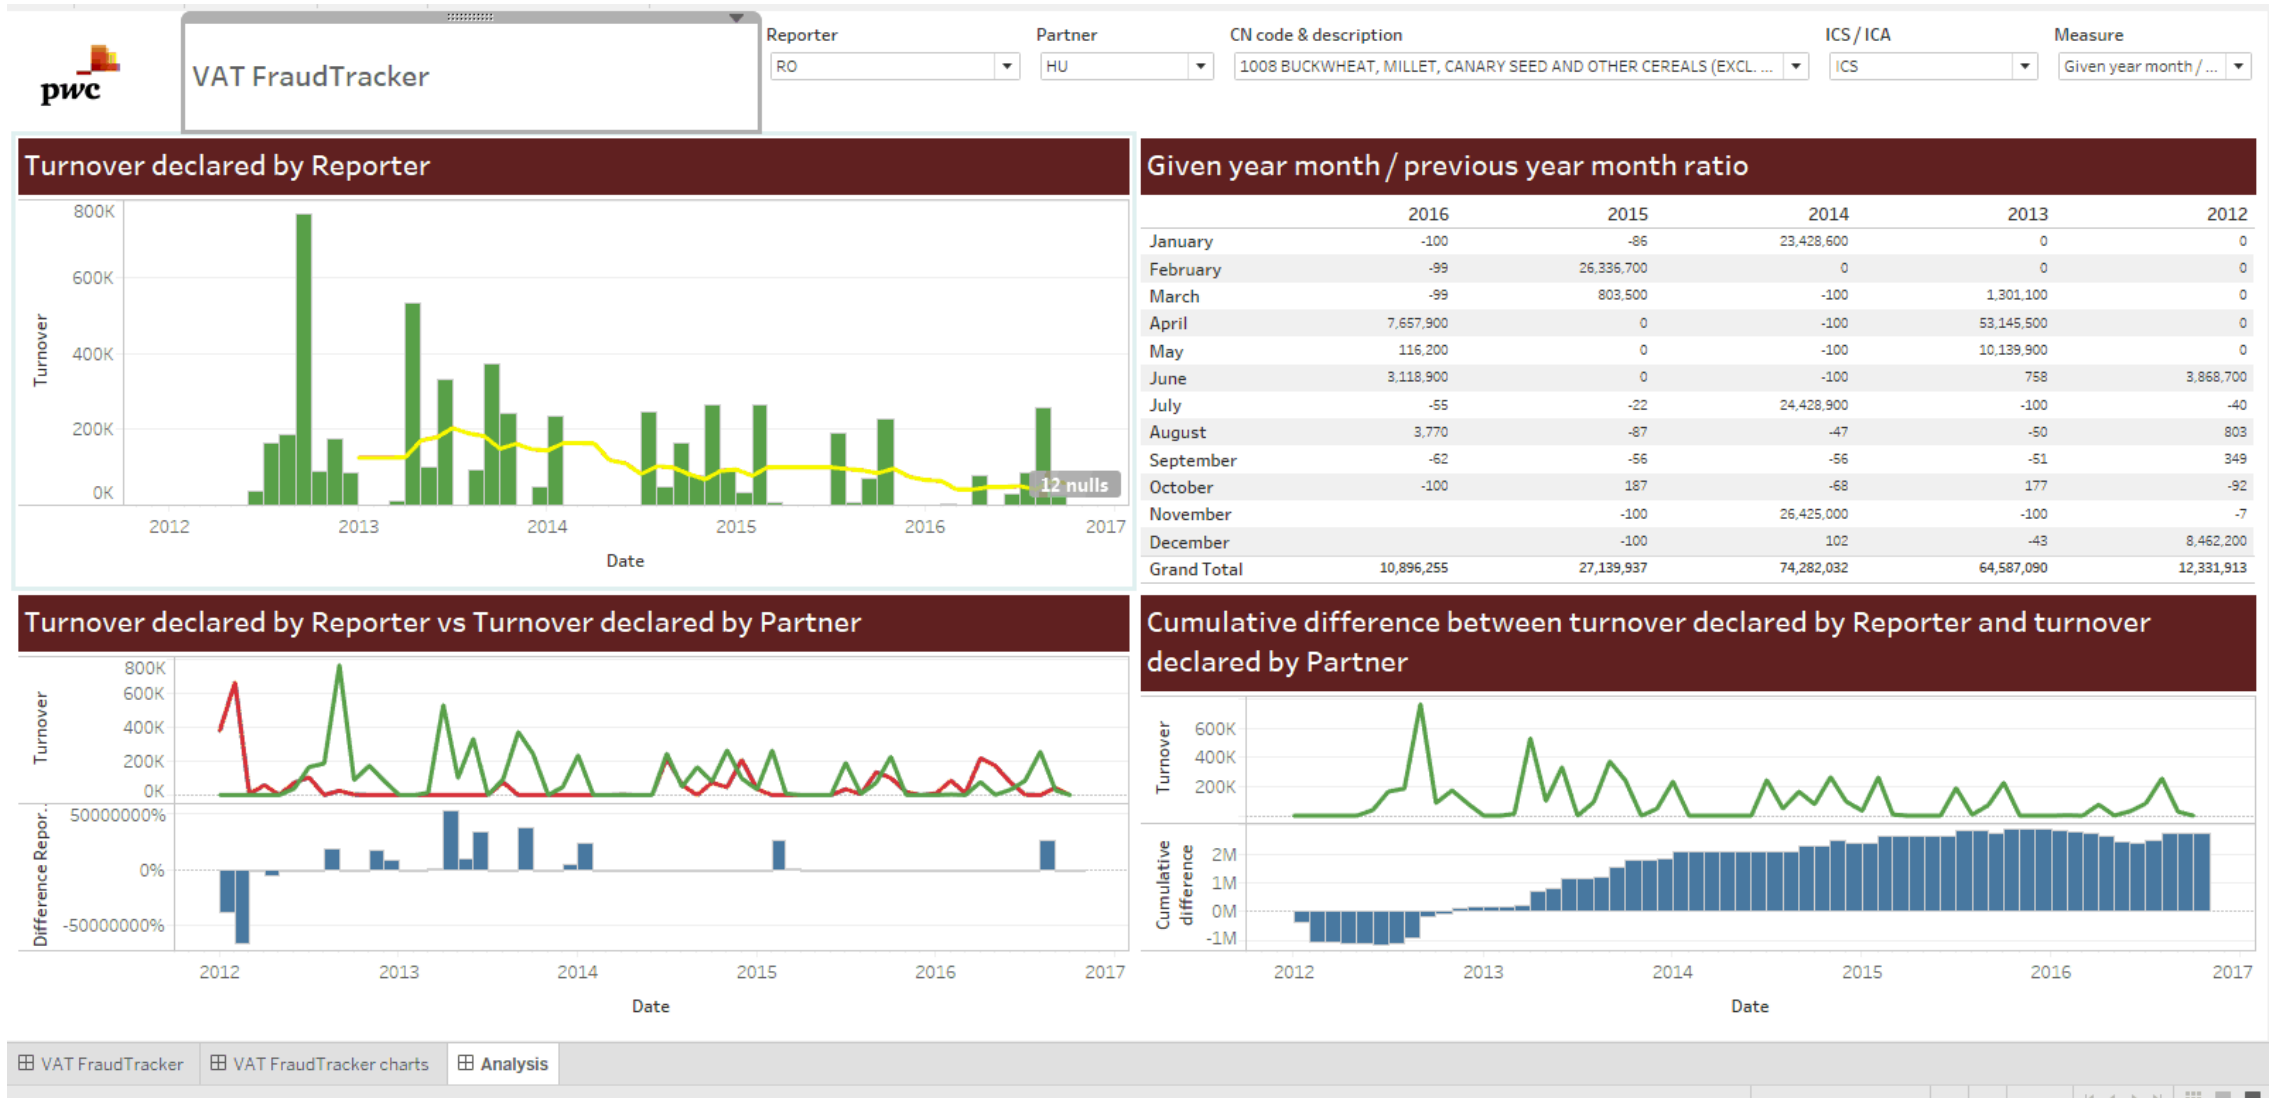 pwc
VAT FraudTracker
Reporter
RO
Partner
HU
CN code & description
1008 BUCKWHEAT, MILLET, CANARY SEED AND OTHER CEREALS (EXCL. ...
ICS / ICA
ICS
Measure
Given year month / ...
Turnover declared by Reporter
Turnover
800K
600K
400K
200K
0K
12 nulls
2012 2013 2014 2015 2016 2017
Date
Given year month / previous year month ratio
2016 2015 2014 2013 2012
January -100 -86 23,428,600 0 0
February -99 26,336,700 0 0 0
March -99 803,500 -100 1,301,100 0
April 7,657,900 0 -100 53,145,500 0
May 116,200 0 -100 10,139,900 0
June 3,118,900 0 -100 758 3,868,700
July -55 -22 24,428,900 -100 -40
August 3,770 -87 -47 -50 803
September -62 -56 -56 -51 349
October -100 187 -68 177 -92
November -100 26,425,000 -100 -7
December -100 102 -43 8,462,200
Grand Total 10,896,255 27,139,937 74,282,032 64,587,090 12,331,913
Turnover declared by Reporter vs Turnover declared by Partner
Turnover
800K
600K
400K
200K
0K
Difference Repor..
50000000%
0%
-50000000%
2012 2013 2014 2015 2016 2017
Date
Cumulative difference between turnover declared by Reporter and turnover
declared by Partner
Turnover
600K
400K
200K
Cumulative
difference
2M
1M
0M
-1M
2012 2013 2014 2015 2016 2017
Date
VAT FraudTracker VAT FraudTracker charts Analysis